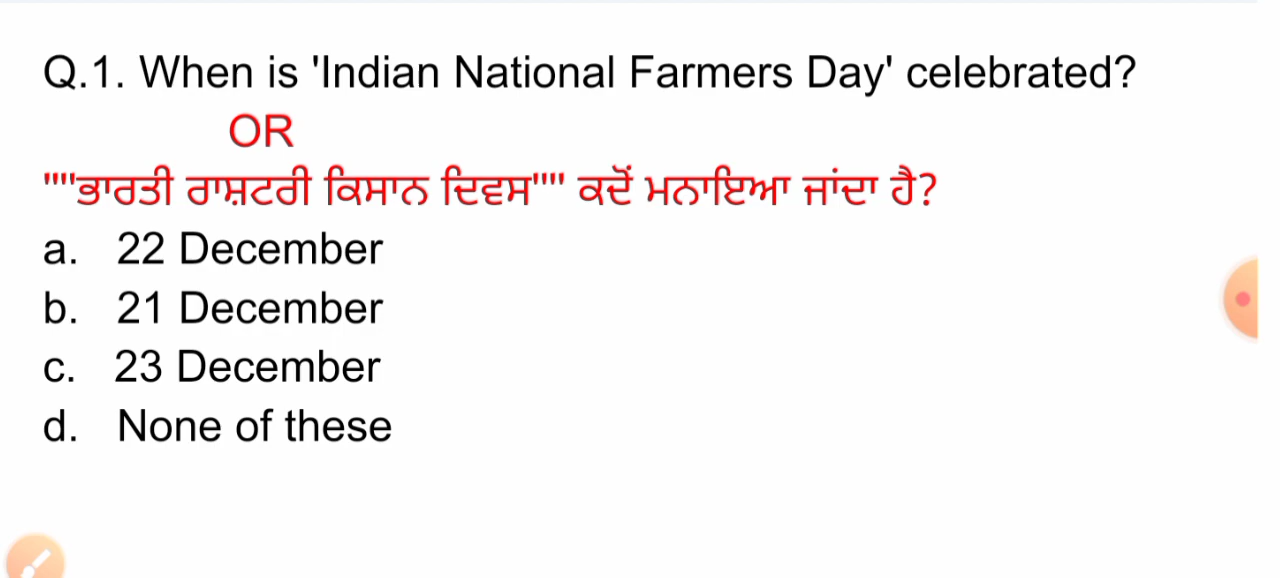 Q.1. When is 'Indian National Farmers Day' celebrated?
OR
""ਭਾਰਤੀ ਰਾਸ਼ਟਰੀ ਕਿਸਾਨ ਦਿਵਸ"" ਕਦੋਂ ਮਨਾਇਆ ਜਾਂਦਾ ਹੈ?
a. 22 December
b. 21 December
c. 23 December
d. None of these